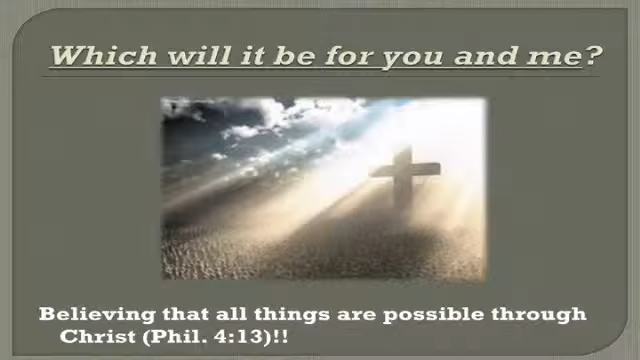 Which will it be for you and me?
Believing that all things are possible through
Christ (Phil. 4:13)!!